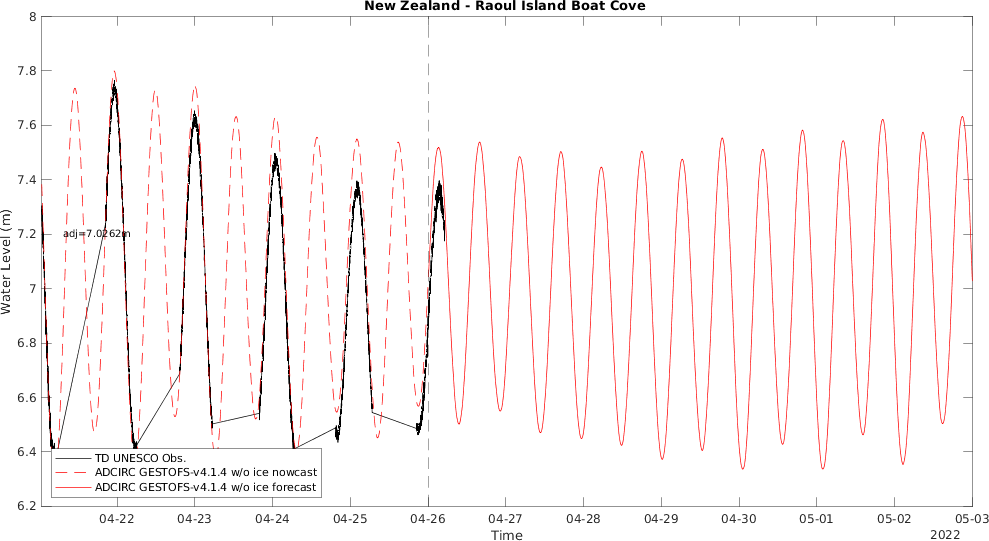 New Zealand - Raoul Island Boat Cove
Water Level (m)
8
7.8
7.6
7.4
7.2
7
6.8
6.6
6.4
6.2
adj=7.0262m
TD UNESCO Obs.
ADCIRC GESTOFS-v4.1.4 w/o ice nowcast
ADCIRC GESTOFS-v4.1.4 w/o ice forecast
04-22 04-23 04-24 04-25 04-26 04-27 04-28 04-29 04-30 05-01 05-02 05-03
Time
2022